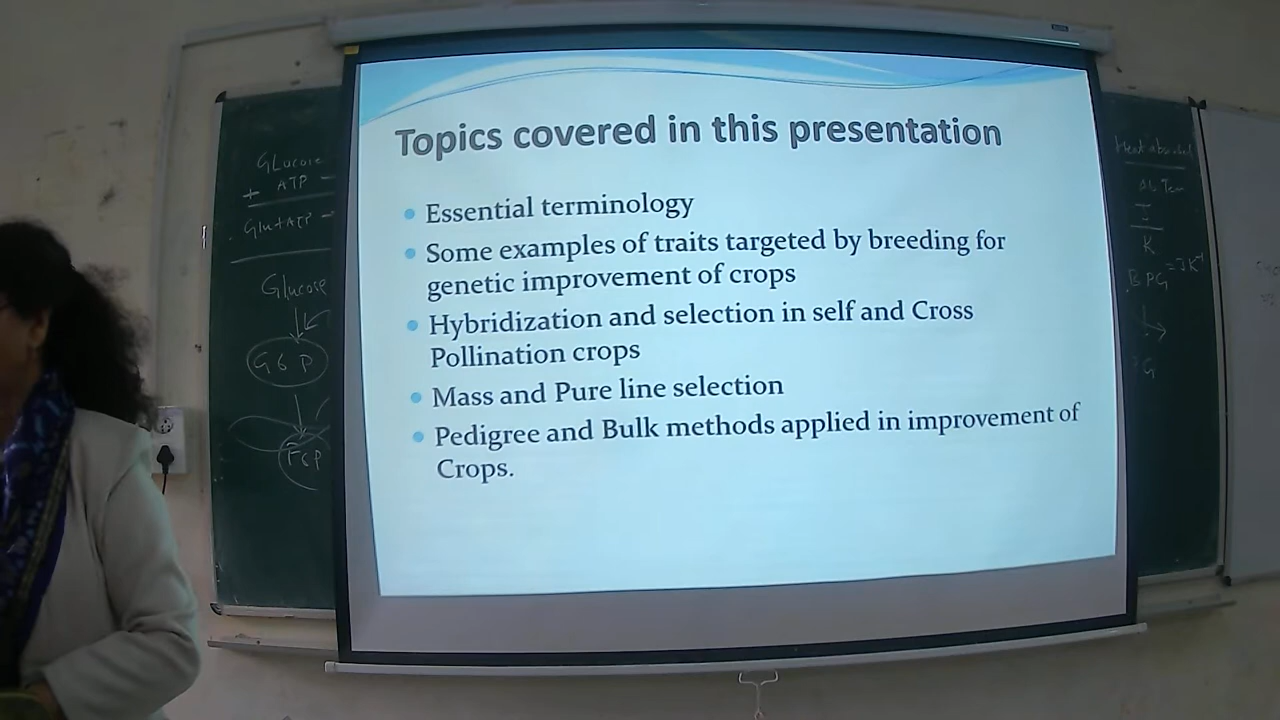 Topics covered in this presentation
Essential terminology
Some examples of traits targeted by breeding for
genetic improvement of crops
Hybridization and selection in self and Cross
Pollination crops
Mass and Pure line selection
Pedigree and Bulk methods applied in improvement of
Crops.
GLucose
+ ATP
Glucose
G6P
F6P
Heat absorbed
K
G